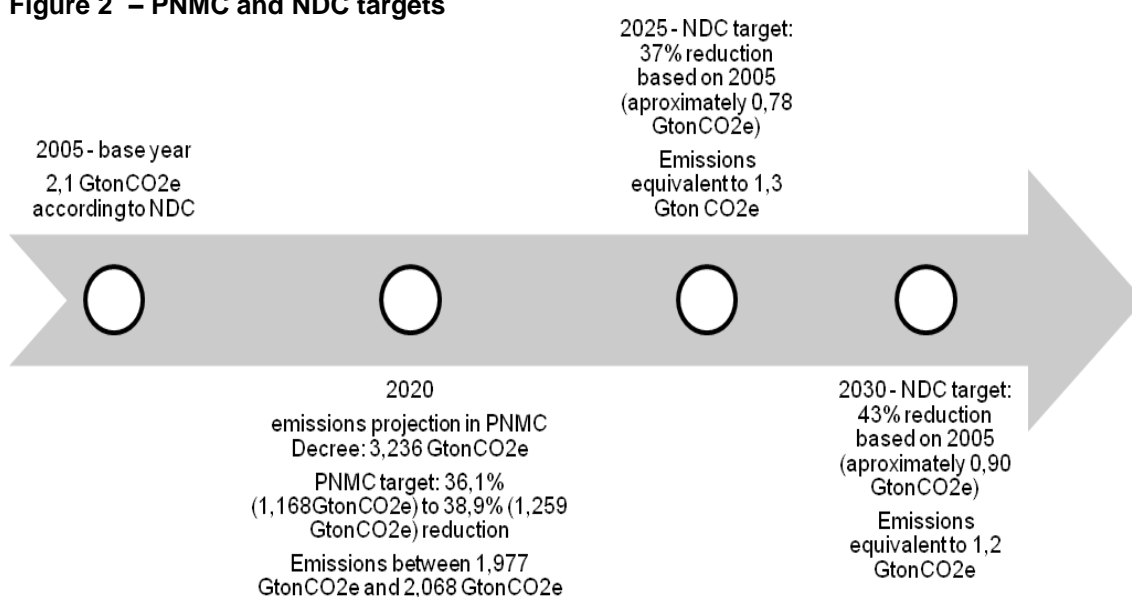 Figure 2 – PNMC and NDC targets
2005 - base year
2,1 GtonCO2e
according to NDC
2020
emissions projection in PNMC
Decree: 3,236 GtonCO2e
PNMC target: 36,1%
(1,168GtonCO2e) to 38,9% (1,259
GtonCO2e) reduction
Emissions between 1,977
GtonCO2e and 2,068 GtonCO2e
2025 - NDC target:
37% reduction
based on 2005
(aproximately 0,78
GtonCO2e)
Emissions
equivalent to 1,3
Gton CO2e
2030 - NDC target:
43% reduction
based on 2005
(aproximately 0,90
GtonCO2e)
Emissions
equivalent to 1,2
GtonCO2e